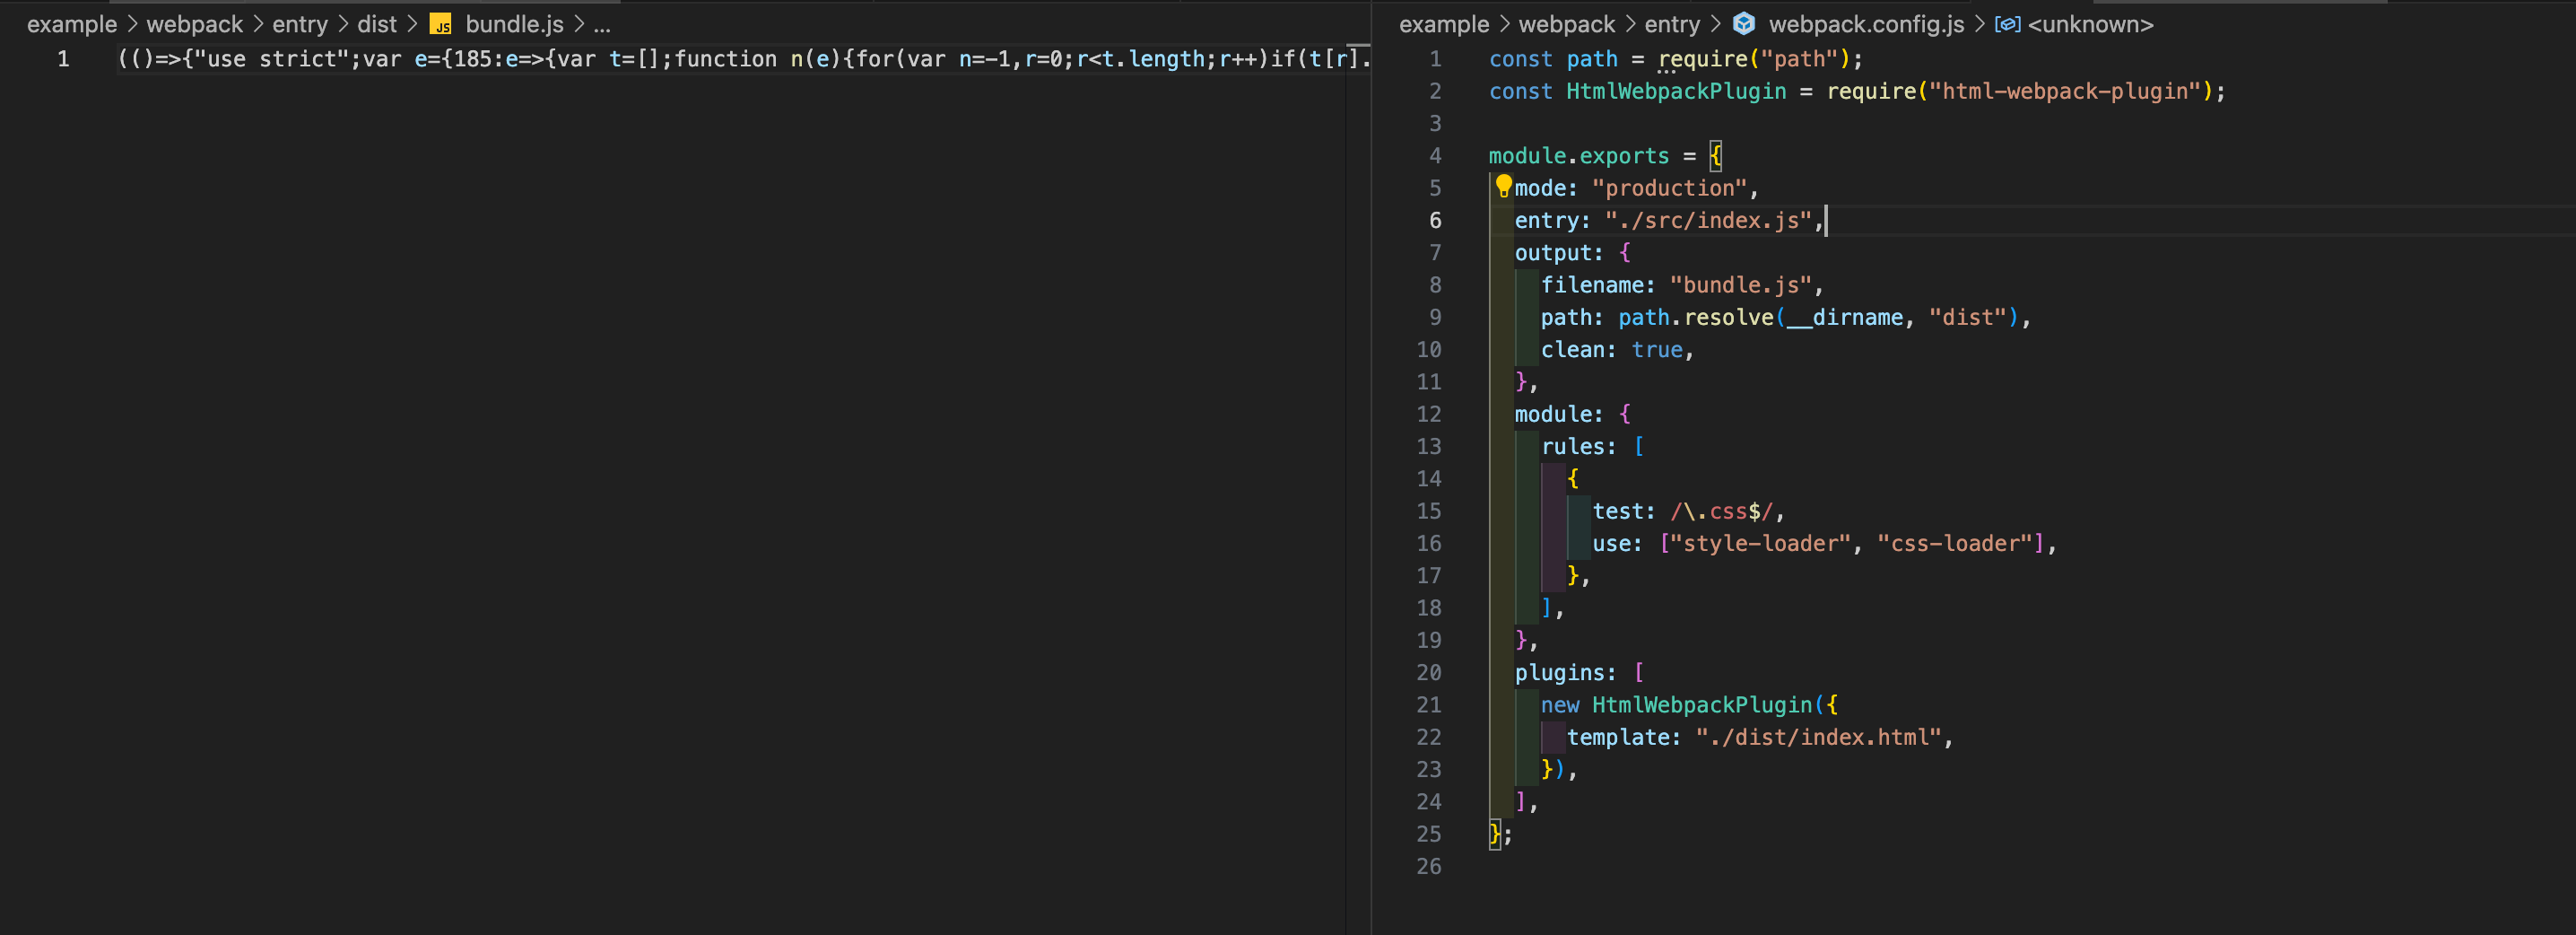 example > webpack > entry > dist > JS bundle.js > ...
1 (()=>{"use strict";var e={185:e=>{var t=[];function n(e){for(var n=-1,r=0;r<t.length;r++)if(t[r].
example > webpack > entry > webpack.config.js > <unknown>
1 const path = require("path");
2 const HtmlWebpackPlugin = require("html-webpack-plugin");
3
4 module.exports = {
5   mode: "production",
6   entry: "./src/index.js",
7   output: {
8     filename: "bundle.js",
9     path: path.resolve(__dirname, "dist"),
10     clean: true,
11   },
12   module: {
13     rules: [
14       {
15         test: /\.css$/,
16         use: ["style-loader", "css-loader"],
17       },
18     ],
19   },
20   plugins: [
21     new HtmlWebpackPlugin({
22       template: "./dist/index.html",
23     }),
24   ],
25 };
26